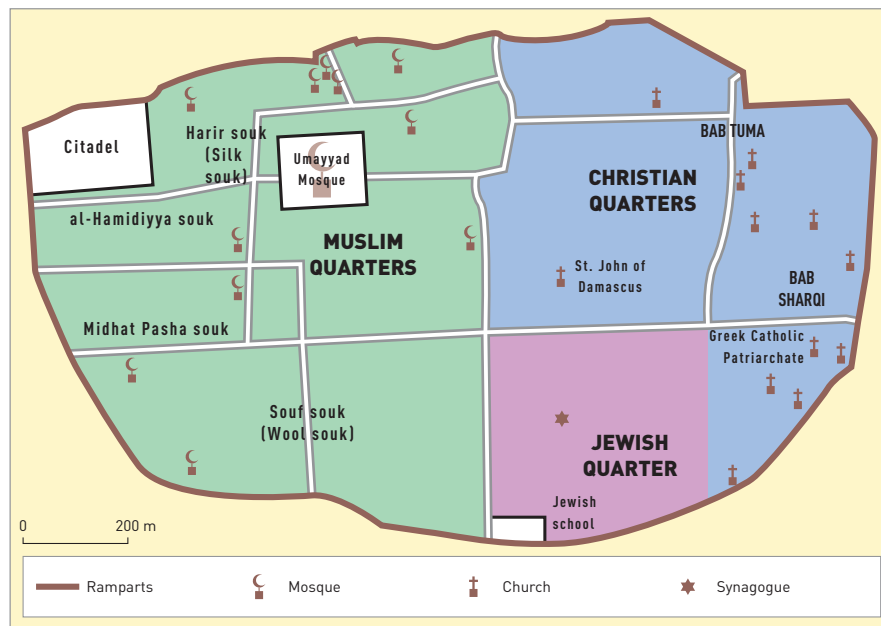 Citadel
Harir souk
(Silk
souk)
Umayyad
Mosque
BAB TUMA
CHRISTIAN
QUARTERS
al-Hamidiyya souk
MUSLIM
QUARTERS
St. John of
Damascus
BAB
SHARQI
Midhat Pasha souk
Greek Catholic
Patriarchate
Souf souk
(Wool souk)
JEWISH
QUARTER
Jewish
school
0 200 m
Ramparts
Mosque
Church
Synagogue